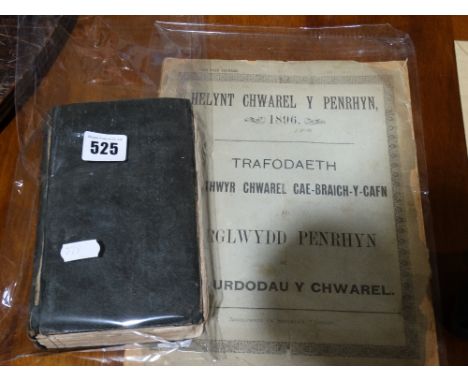 525
HELYNT CHWAREL Y PENRHYN,
1896.
TRAFODAETH
THWYR CHWAREL CAE-BRAICH-Y-CAFN
RGLWYDD PENRHYN
URDODAU Y CHWAREL.